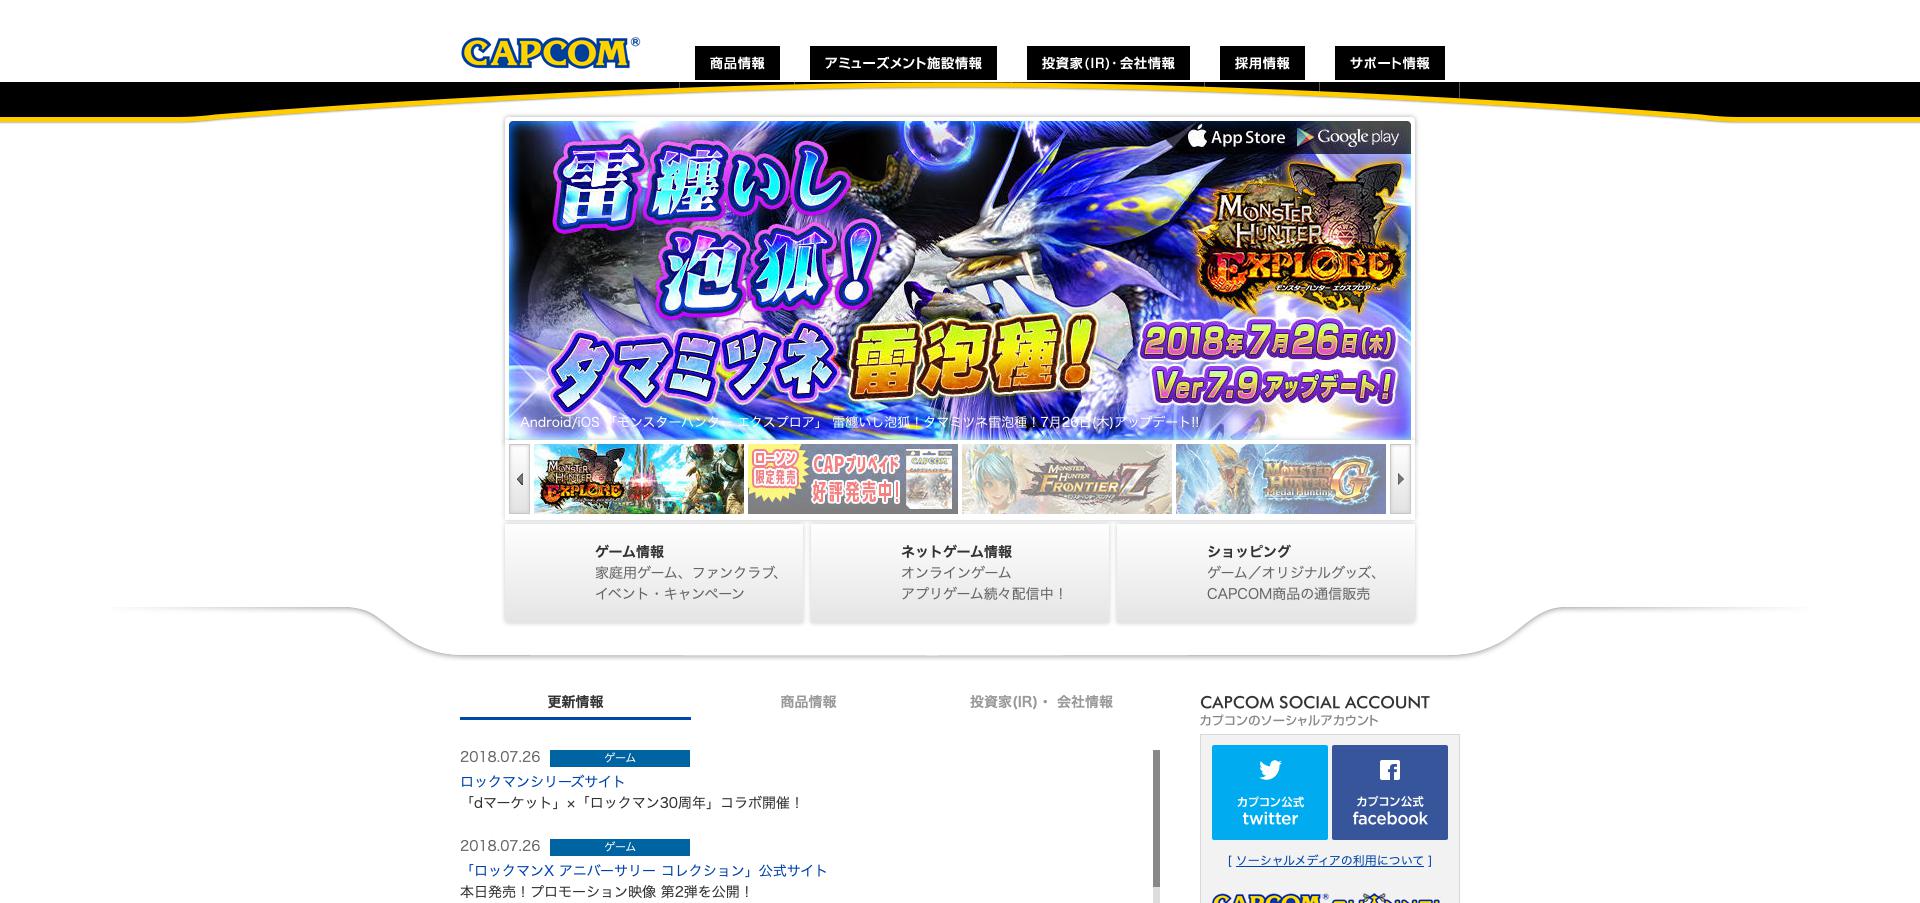 CAPCOM®
商品情報
アミューズメント施設情報
投資家(IR)・会社情報
採用情報
サポート情報
App Store
Google play
雷纏いし
泡狐！
タマミツネ雷泡種！
MONSTER
HUNTER
EXPLORE
モンスターハンター エクスプロア
2018年7月26日(木)
Ver7.9アップデート！
Android/iOS 「モンスターハンター エクスプロア」 雷纏いし泡狐！タマミツネ雷泡種！7月26日(木)アップデート!!
MONSTER
HUNTER
EXPLORE
ローソン
限定発売
CAPプリペイド
好評発売中！
CAPCOM
MONSTER HUNTER
FRONTIER Z
MONSTER
HUNTER
Medal Hunting
G
ゲーム情報
家庭用ゲーム、ファンクラブ、
イベント・キャンペーン
ネットゲーム情報
オンラインゲーム
アプリゲーム続々配信中！
ショッピング
ゲーム／オリジナルグッズ、
CAPCOM商品の通信販売
更新情報
商品情報
投資家(IR)・ 会社情報
2018.07.26
ゲーム
ロックマンシリーズサイト
「dマーケット」×「ロックマン30周年」コラボ開催！
2018.07.26
ゲーム
「ロックマンX アニバーサリー コレクション」公式サイト
本日発売！プロモーション映像 第2弾を公開！
CAPCOM SOCIAL ACCOUNT
カプコンのソーシャルアカウント
カプコン公式
twitter
カプコン公式
facebook
[ ソーシャルメディアの利用について ]
CAPCOM®